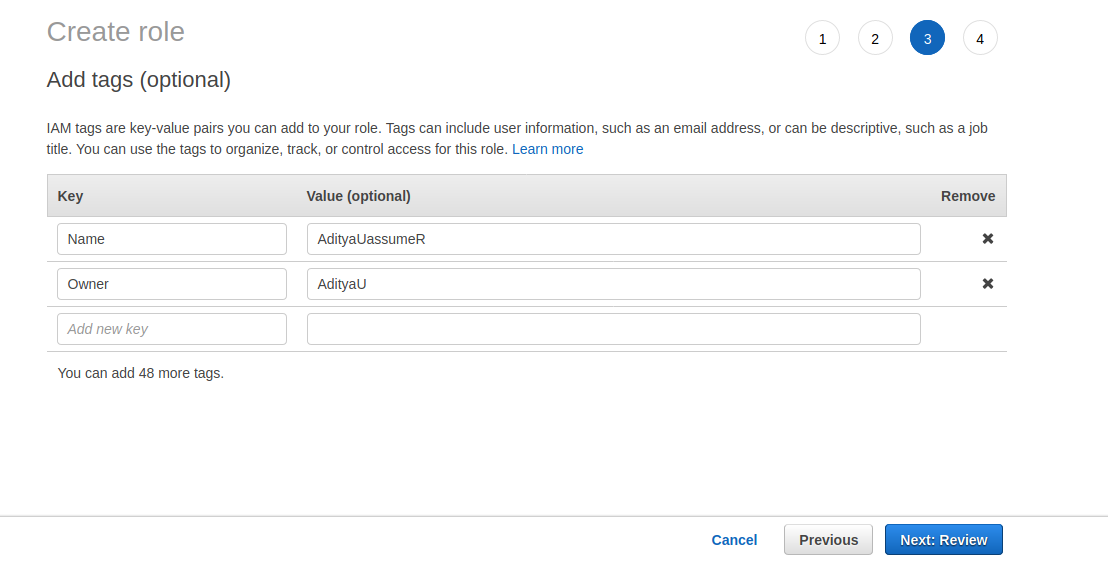 Create role
1 2 3 4
Add tags (optional)
IAM tags are key-value pairs you can add to your role. Tags can include user information, such as an email address, or can be descriptive, such as a job
title. You can use the tags to organize, track, or control access for this role. Learn more
Key Value (optional) Remove
Name AdityaUassumeR
Owner AdityaU
Add new key
You can add 48 more tags.
Cancel Previous Next: Review